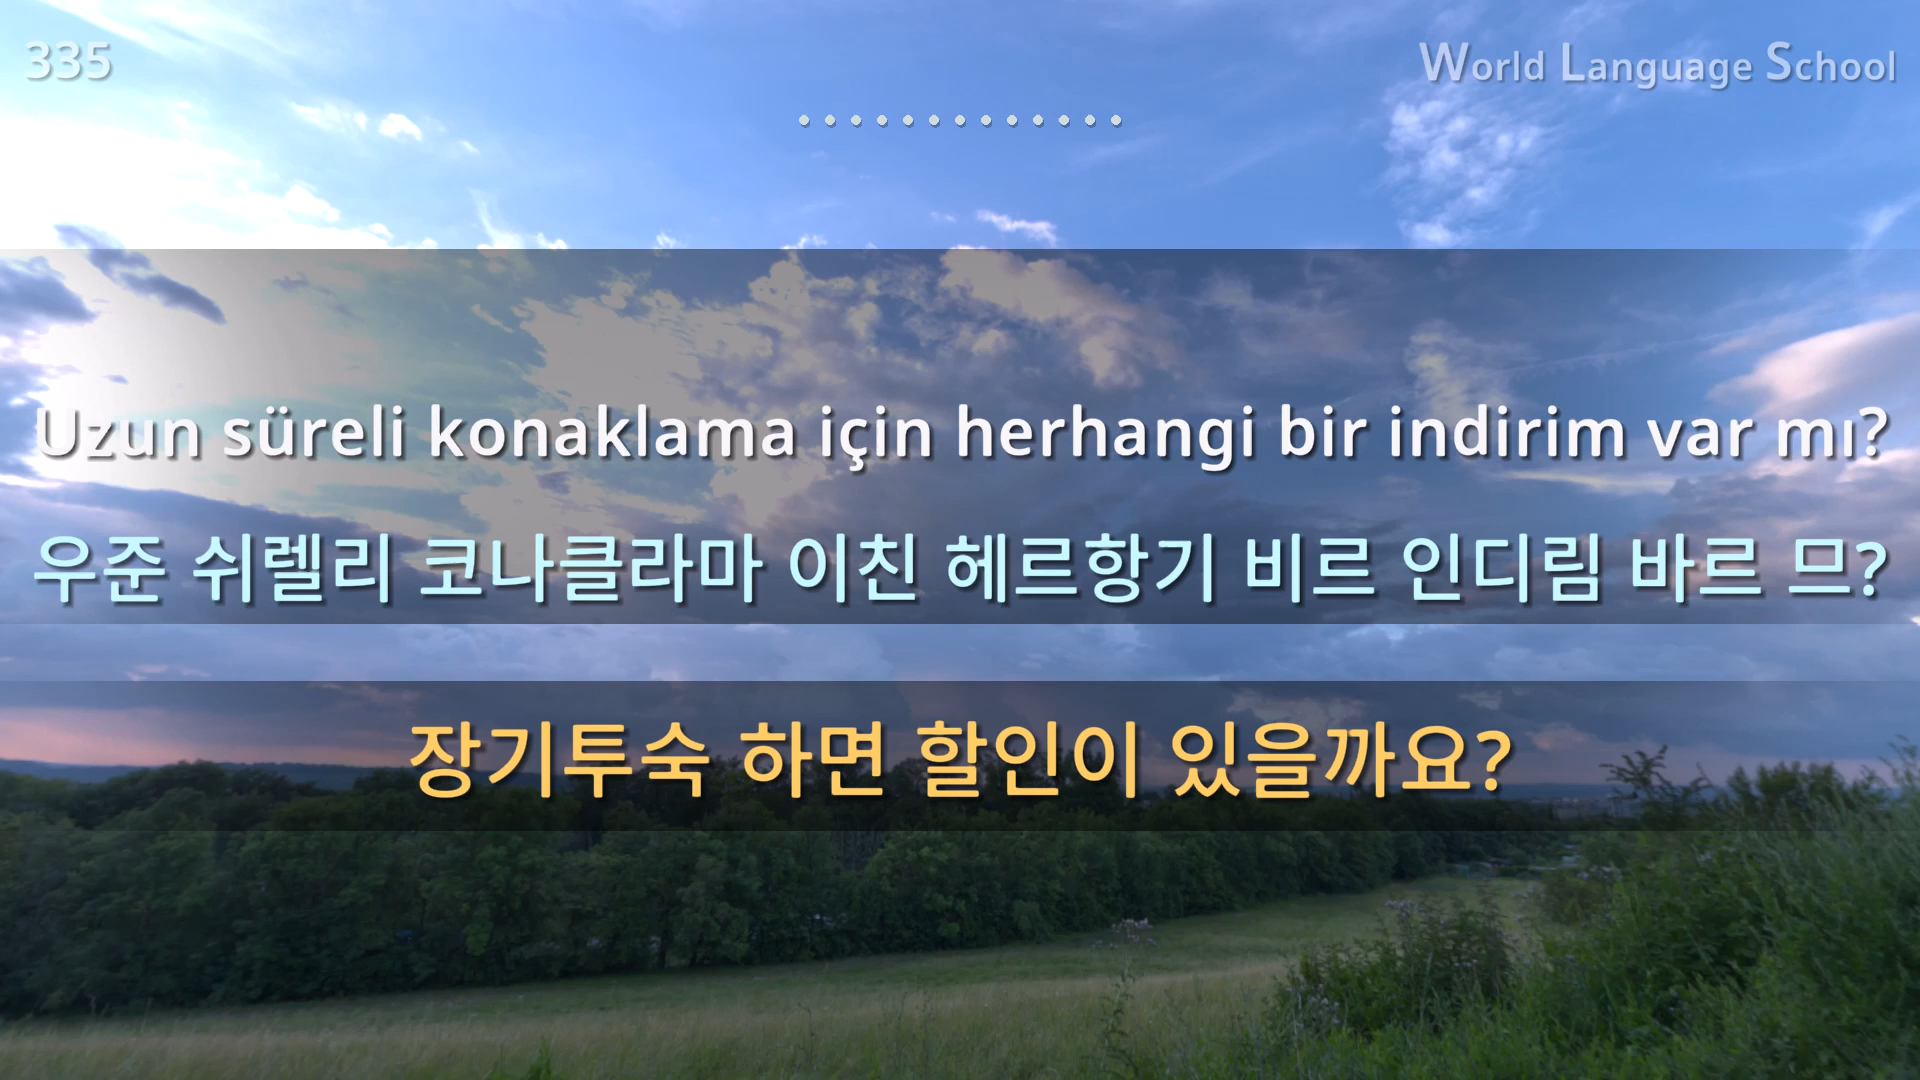 335
World Language School
Uzun süreli konaklama için herhangi bir indirim var mı?
우준 쉬렐리 코나클라마 이친 헤르항기 비르 인디림 바르 므?
장기투숙 하면 할인이 있을까요?